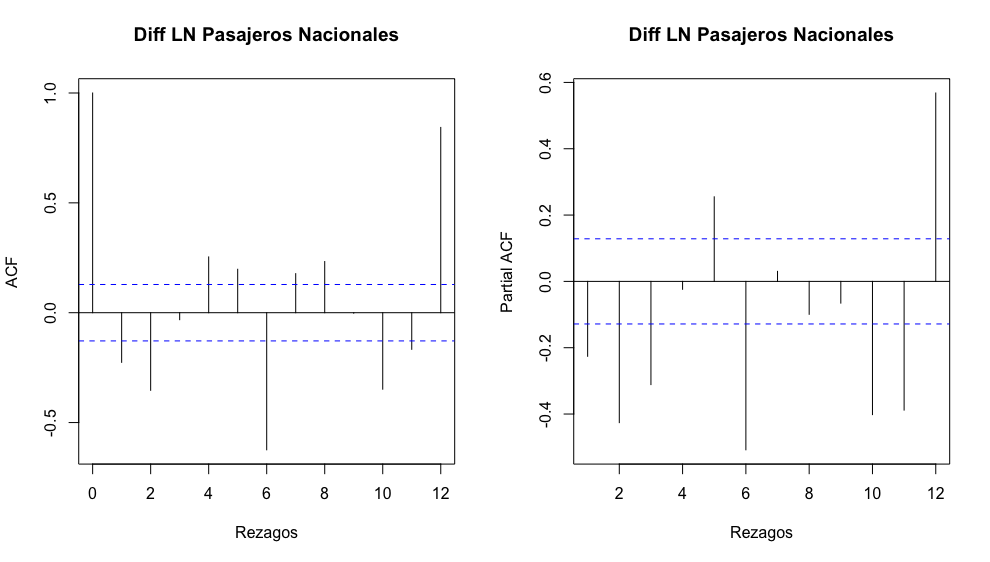 Diff LN Pasajeros Nacionales
ACF
1.0
0.5
0.0
-0.5
0 2 4 6 8 10 12
Rezagos
Diff LN Pasajeros Nacionales
Partial ACF
0.6
0.4
0.2
0.0
-0.2
-0.4
2 4 6 8 10 12
Rezagos